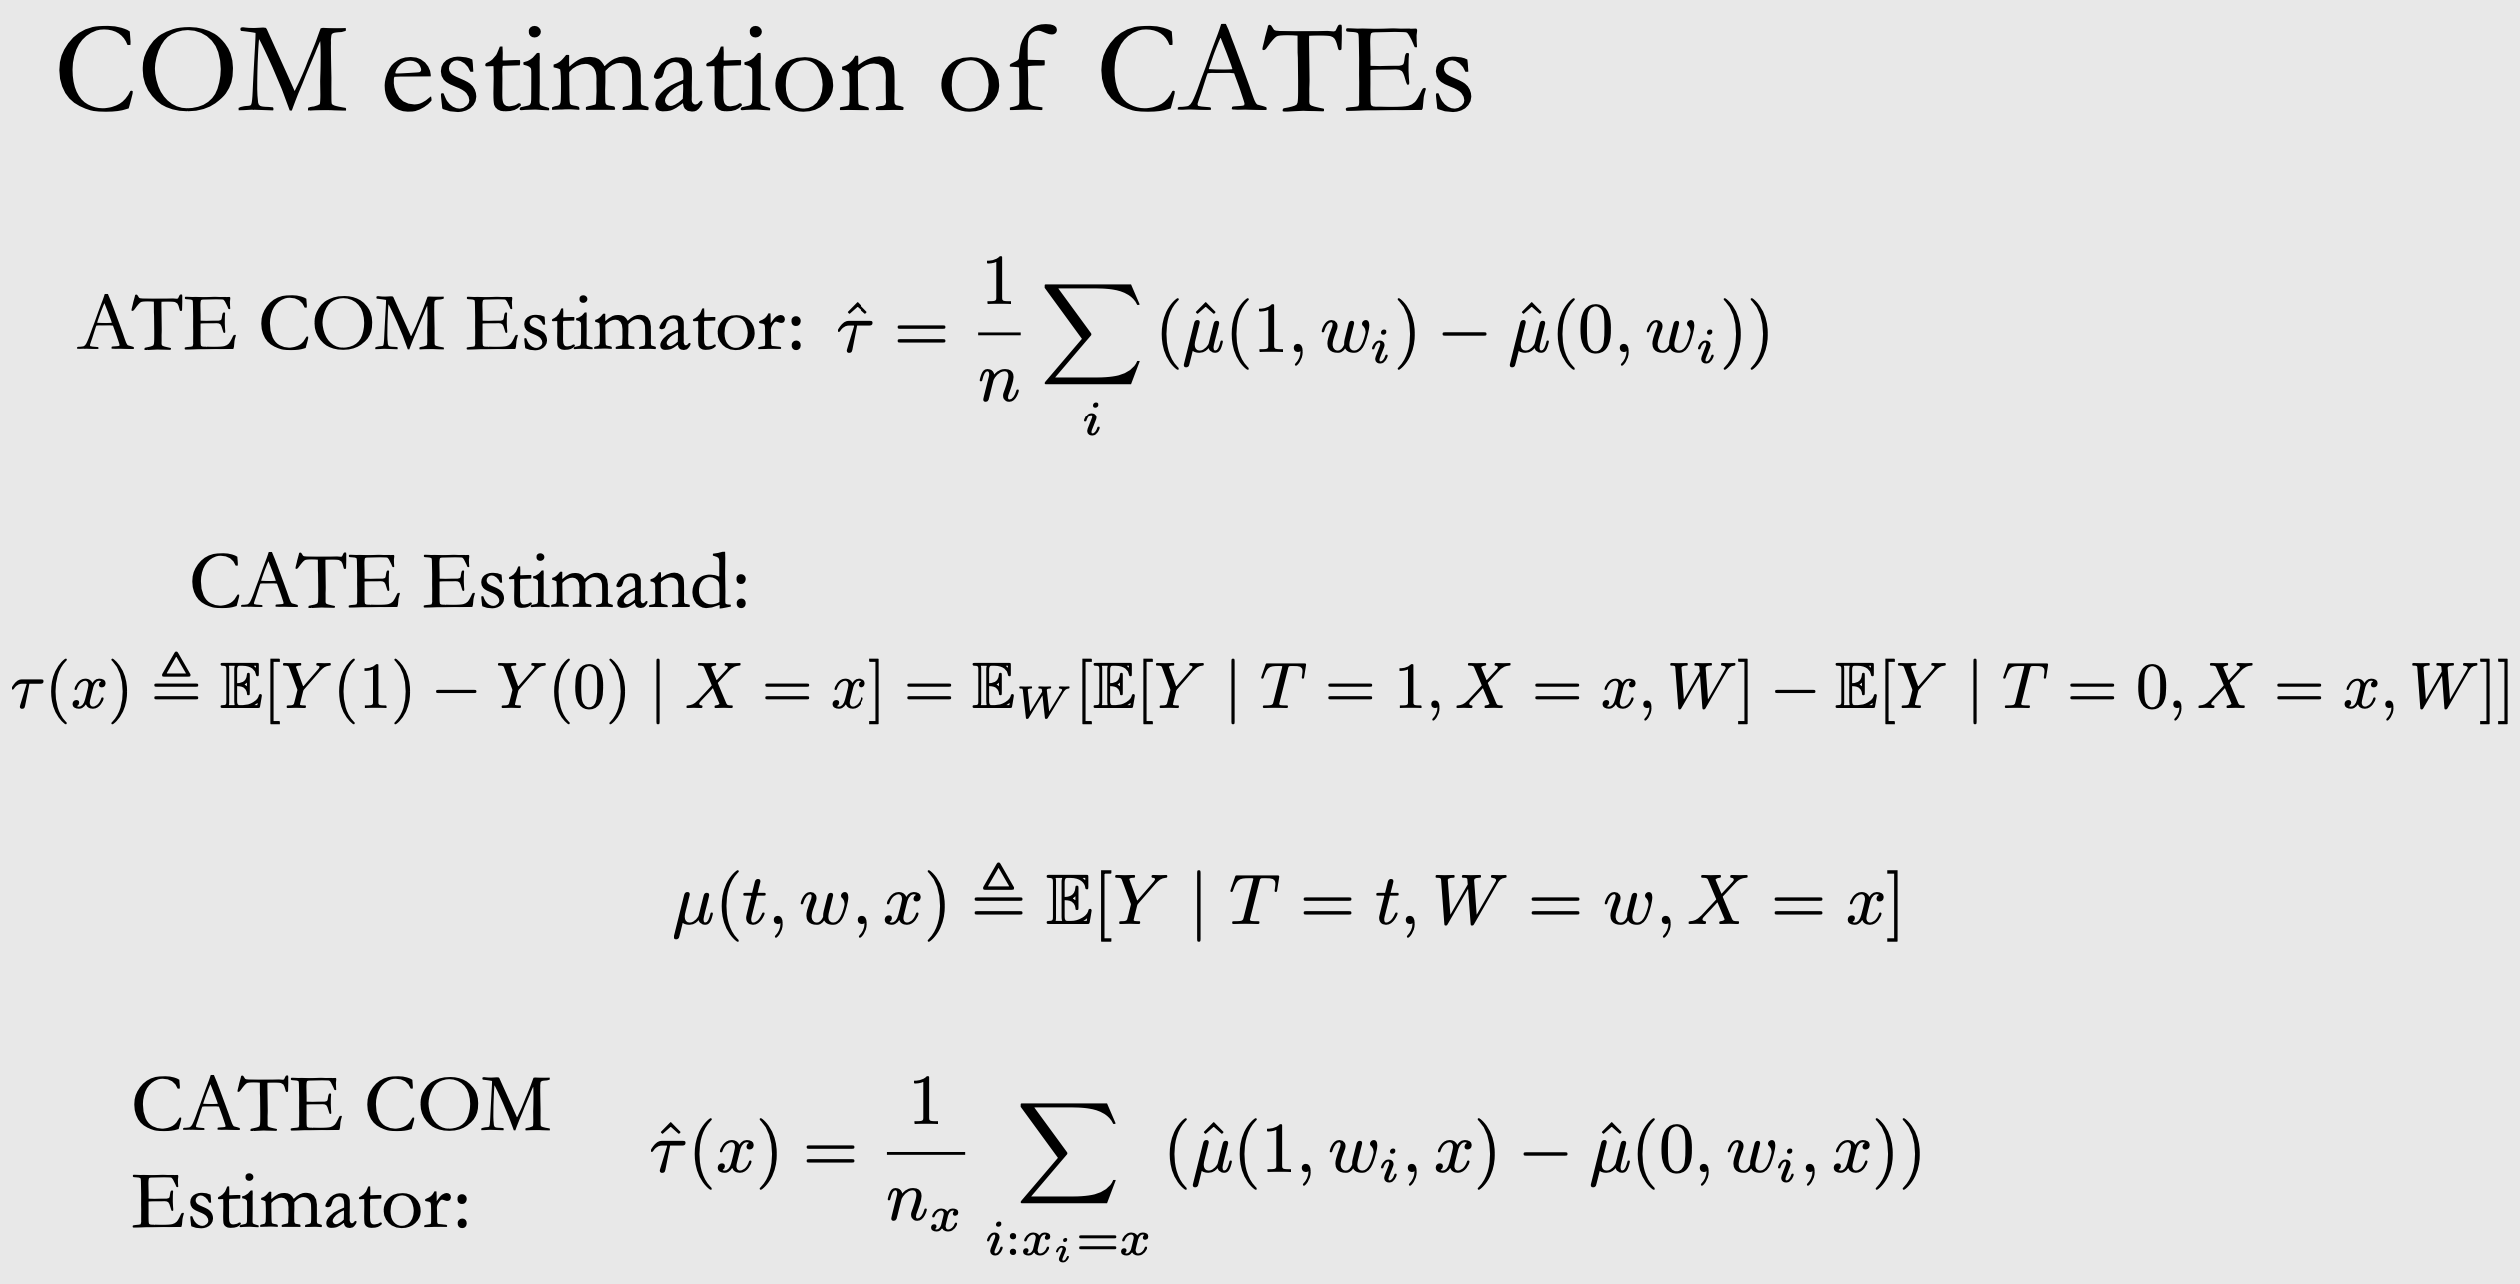 COM estimation of CATEs
ATE COM Estimator: τ̂ = 1/n ∑_i (μ̂(1, w_i) − μ̂(0, w_i))
CATE Estimand:
τ(x) ≜ 𝔼[Y(1) − Y(0) | X = x] = 𝔼_W [𝔼[Y | T = 1, X = x, W] − 𝔼[Y | T = 0, X = x, W]]
μ(t, w, x) ≜ 𝔼[Y | T = t, W = w, X = x]
CATE COM
Estimator:
τ̂(x) = 1/n_x ∑_{i:x_i=x} (μ̂(1, w_i, x) − μ̂(0, w_i, x))